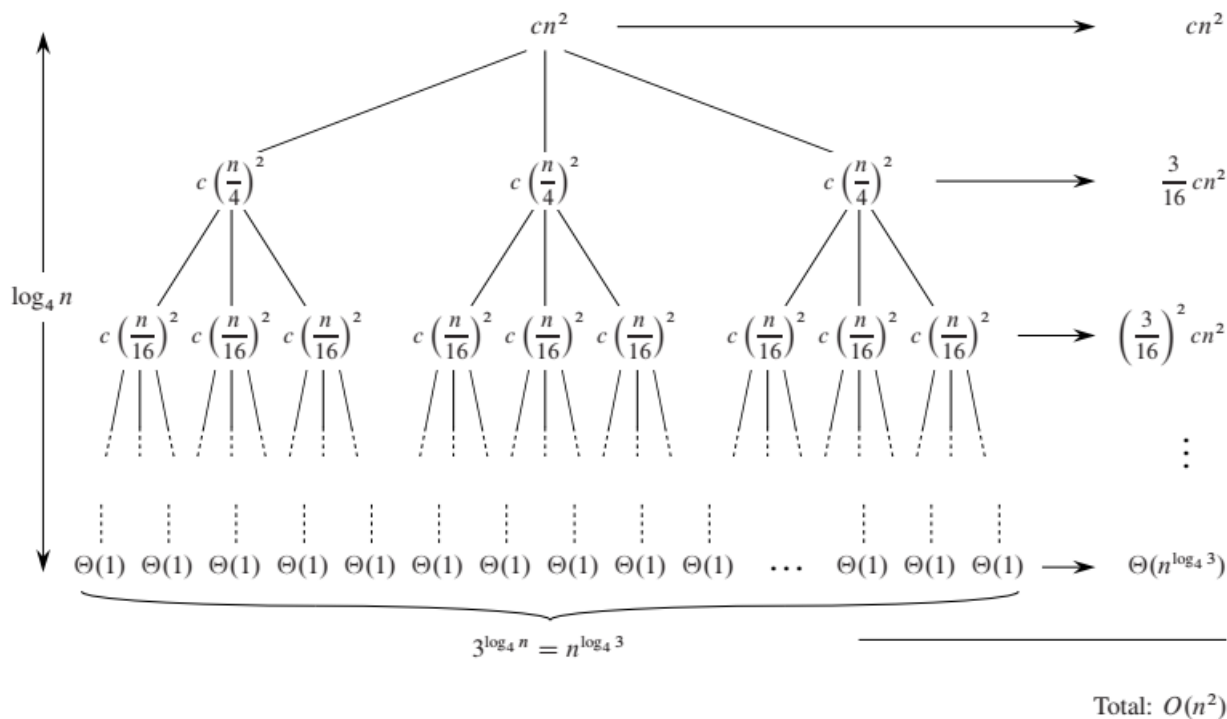 cn² cn²
c (n/4)² c (n/4)² c (n/4)² 3/16 cn²
log₄ n
c (n/16)² c (n/16)² c (n/16)² c (n/16)² c (n/16)² c (n/16)² c (n/16)² c (n/16)² c (n/16)² (3/16)² cn²
⋮
Θ(1) Θ(1) Θ(1) Θ(1) Θ(1) Θ(1) Θ(1) Θ(1) Θ(1) Θ(1) … Θ(1) Θ(1) Θ(1) Θ(n^{log₄ 3})
3^{log₄ n} = n^{log₄ 3}
Total: O(n²)